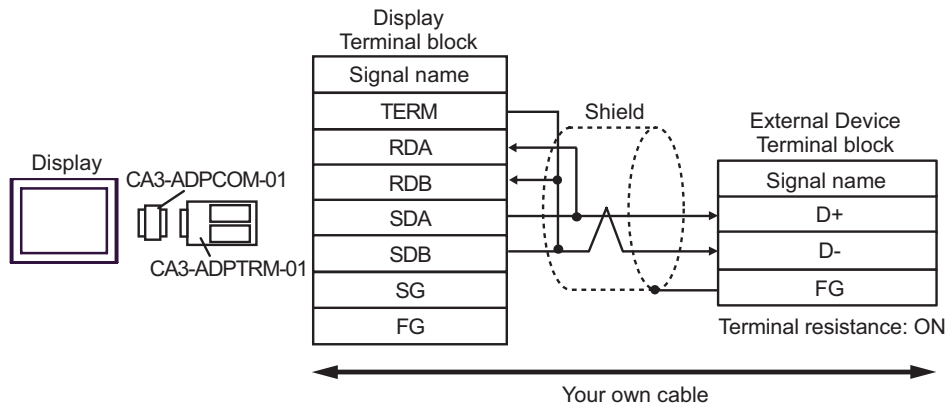 Display
Terminal block
Signal name
TERM
RDA
RDB
SDA
SDB
SG
FG
Display
CA3-ADPCOM-01
CA3-ADPTRM-01
Shield
External Device
Terminal block
Signal name
D+
D-
FG
Terminal resistance: ON
Your own cable